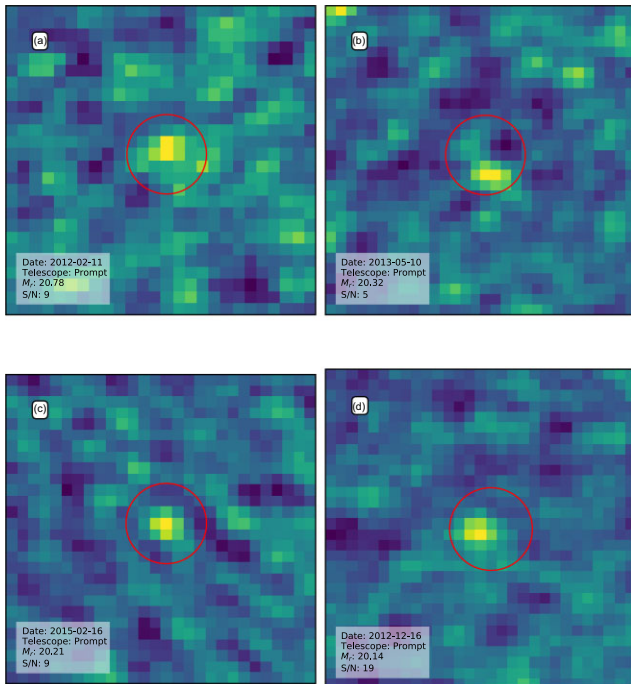 (a)
Date: 2012-02-11
Telescope: Prompt
Mr: 20.78
S/N: 9
(b)
Date: 2013-05-10
Telescope: Prompt
Mr: 20.32
S/N: 5
(c)
Date: 2015-02-16
Telescope: Prompt
Mr: 20.21
S/N: 9
(d)
Date: 2012-12-16
Telescope: Prompt
Mr: 20.14
S/N: 19